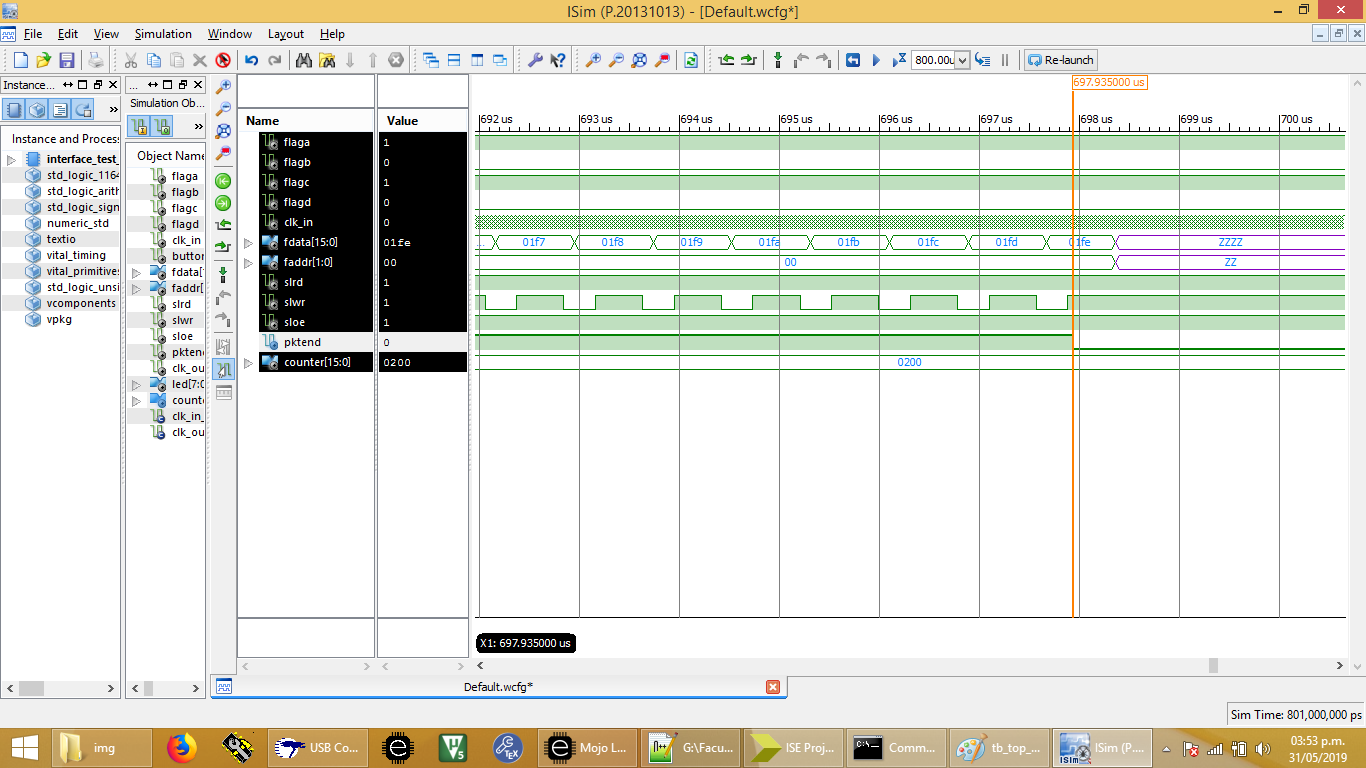 ISim (P.20131013) - [Default.wcfg*]
File Edit View Simulation Window Layout Help
800.00u Re-launch
Instance... ...
Simulation Ob...
Instance and Process
interface_test_
std_logic_1164
std_logic_arith
std_logic_sign
numeric_std
textio
vital_timing
vital_primitives
std_logic_unsi
vcomponents
vpkg
Object Name
flaga
flagb
flagc
flagd
clk_in
button
fdata[
faddr[
slrd
slwr
sloe
pktend
clk_ou
led[7:0
counte
clk_in_
clk_ou
Name Value
flaga 1
flagb 0
flagc 1
flagd 0
clk_in 0
fdata[15:0] 01fe
faddr[1:0] 00
slrd 1
slwr 1
sloe 1
pktend 0
counter[15:0] 0200
697.935000 us
692 us 693 us 694 us 695 us 696 us 697 us 698 us 699 us 700 us
... 01f7 01f8 01f9 01fa 01fb 01fc 01fd 01fe ZZZZ
00 ZZ
0200
X1: 697.935000 us
Default.wcfg*
Sim Time: 801,000,000 ps
img USB Co... Mojo L... G:\Facu... ISE Proj... Comm... tb_top_... ISim (P....
03:53 p.m.
31/05/2019